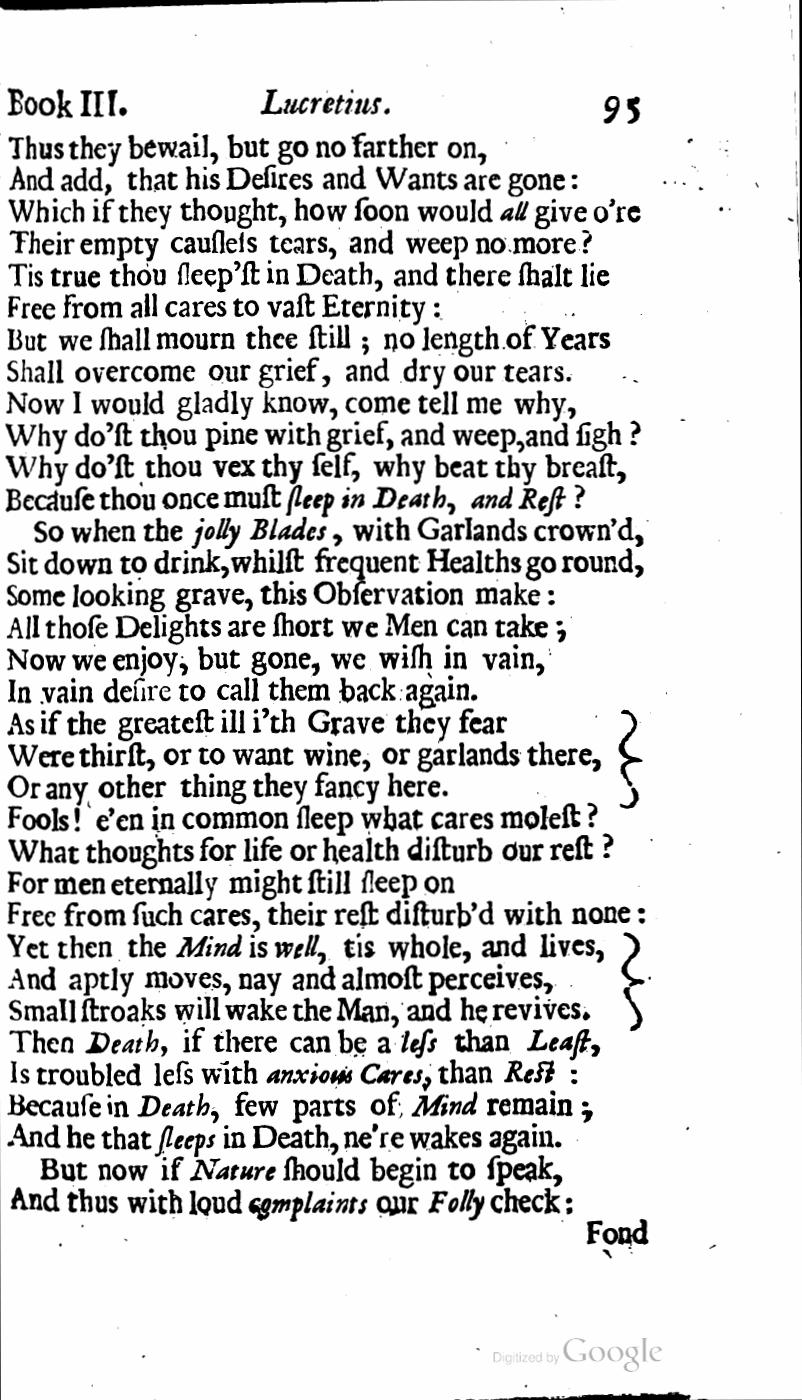 Book III. Lucretius. 95
Thus they bewail, but go no farther on,
And add, that his Deſires and Wants are gone:
Which if they thought, how ſoon would all give o're
Their empty cauſleſs tears, and weep no more?
Tis true thou ſleep'ſt in Death, and there ſhalt lie
Free from all cares to vaſt Eternity:
But we ſhall mourn thee ſtill; no length of Years
Shall overcome our grief, and dry our tears.
Now I would gladly know, come tell me why,
Why do'ſt thou pine with grief, and weep, and ſigh?
Why do'ſt thou vex thy ſelf, why beat thy breaſt,
Becauſe thou once muſt ſleep in Death, and Reſt?
So when the jolly Blades, with Garlands crown'd,
Sit down to drink, whilſt frequent Healths go round,
Some looking grave, this Obſervation make:
All thoſe Delights are ſhort we Men can take;
Now we enjoy, but gone, we wiſh in vain,
In vain deſire to call them back again.
As if the greateſt ill i'th Grave they fear
Were thirſt, or to want wine, or garlands there,
Or any other thing they fancy here.
Fools! e'en in common ſleep what cares moleſt?
What thoughts for life or health diſturb our reſt?
For men eternally might ſtill ſleep on
Free from ſuch cares, their reſt diſturb'd with none:
Yet then the Mind is well, tis whole, and lives,
And aptly moves, nay and almoſt perceives,
Small ſtroaks will wake the Man, and he revives.
Then Death, if there can be a leſs than Leaſt,
Is troubled leſs with anxious Cares, than Reſt:
Becauſe in Death, few parts of Mind remain;
And he that ſleeps in Death, ne're wakes again.
But now if Nature ſhould begin to ſpeak,
And thus with loud complaints our Folly check:
Fond
Digitized by Google